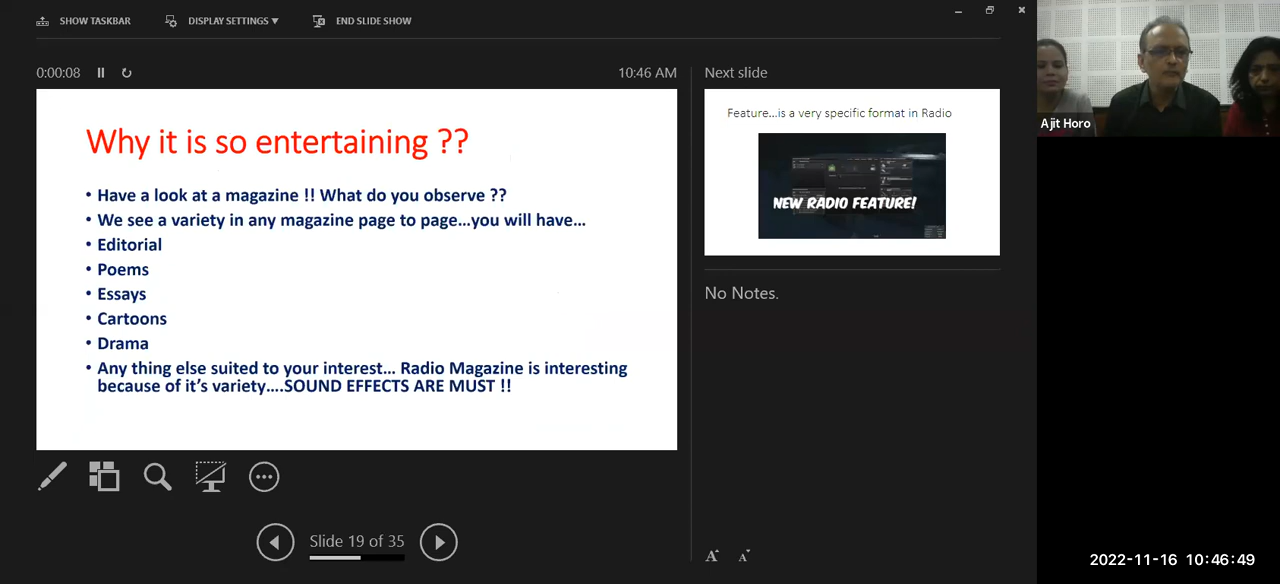 SHOW TASKBAR
DISPLAY SETTINGS ▼
END SLIDE SHOW
0:00:08
10:46 AM
Why it is so entertaining ??
• Have a look at a magazine !! What do you observe ??
• We see a variety in any magazine page to page...you will have...
• Editorial
• Poems
• Essays
• Cartoons
• Drama
• Any thing else suited to your interest... Radio Magazine is interesting
because of it's variety....SOUND EFFECTS ARE MUST !!
Slide 19 of 35
Next slide
Feature...is a very specific format in Radio
NEW RADIO FEATURE!
No Notes.
A A
Ajit Horo
2022-11-16 10:46:49